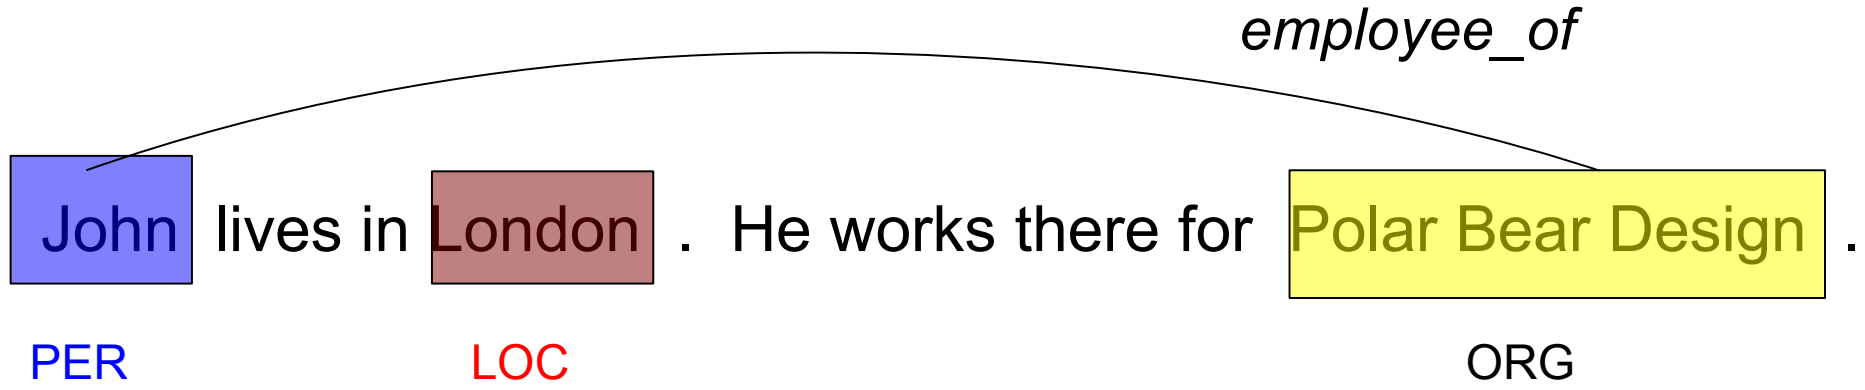 employee_of
John lives in London . He works there for Polar Bear Design .
PER LOC ORG